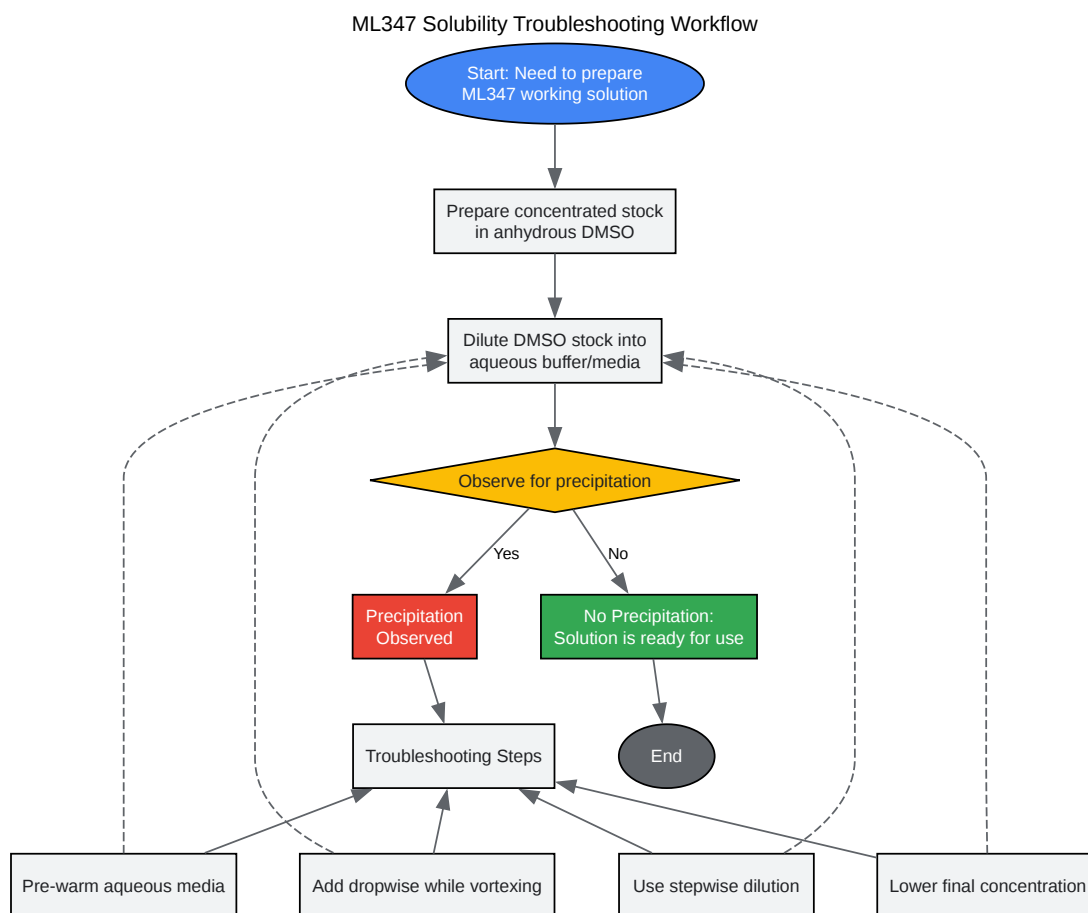 ML347 Solubility Troubleshooting Workflow
Start: Need to prepare
ML347 working solution
Prepare concentrated stock
in anhydrous DMSO
Dilute DMSO stock into
aqueous buffer/media
Observe for precipitation
Yes
No
Precipitation
Observed
No Precipitation:
Solution is ready for use
Troubleshooting Steps
End
Pre-warm aqueous media
Add dropwise while vortexing
Use stepwise dilution
Lower final concentration